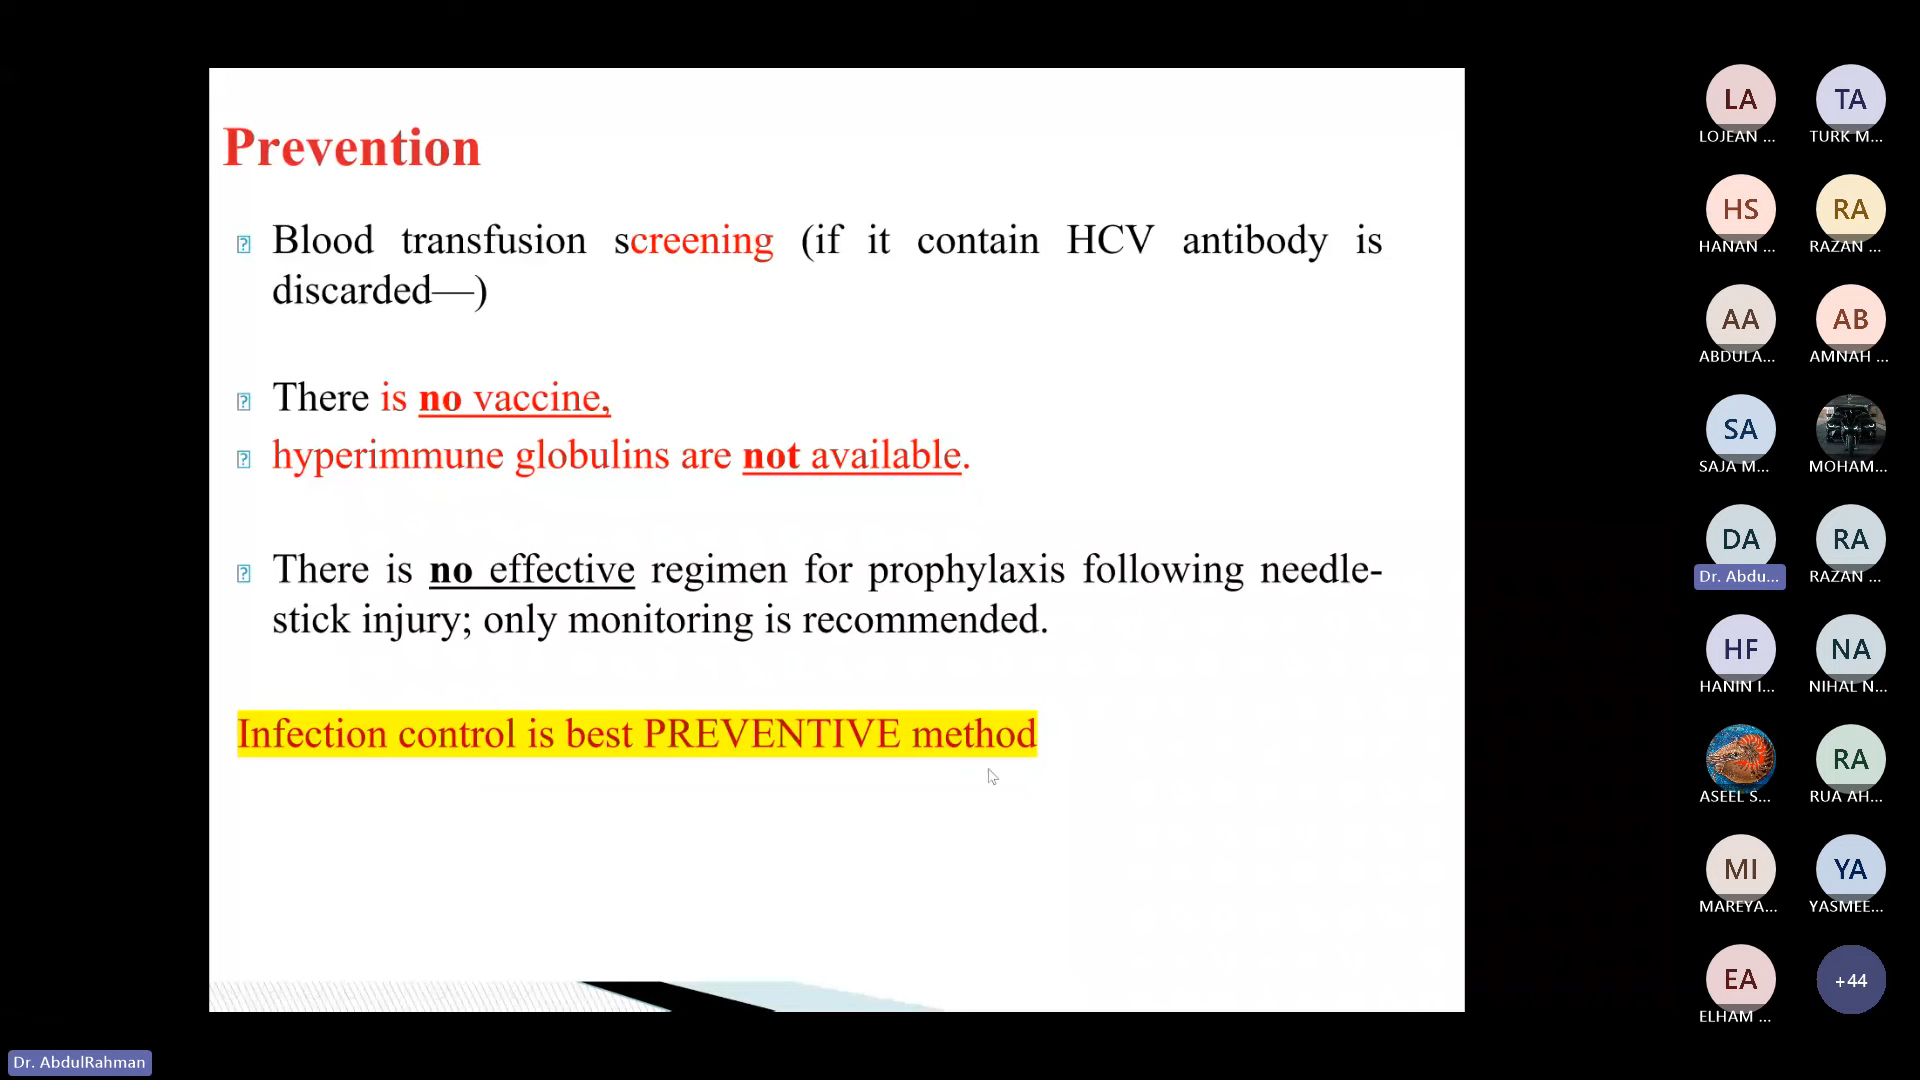 Prevention
Blood transfusion screening (if it contain HCV antibody is
discarded—)
There is no vaccine,
hyperimmune globulins are not available.
There is no effective regimen for prophylaxis following needle-
stick injury; only monitoring is recommended.
Infection control is best PREVENTIVE method
LA
LOJEAN ...
TA
TURK M...
HS
HANAN ...
RA
RAZAN ...
AA
ABDULA...
AB
AMNAH ...
SA
SAJA M...
MOHAM...
DA
Dr. Abdu...
RA
RAZAN ...
HF
HANIN I...
NA
NIHAL N...
ASEEL S...
RA
RUA AH...
MI
MAREYA...
YA
YASMEE...
EA
ELHAM ...
+44
Dr. AbdulRahman